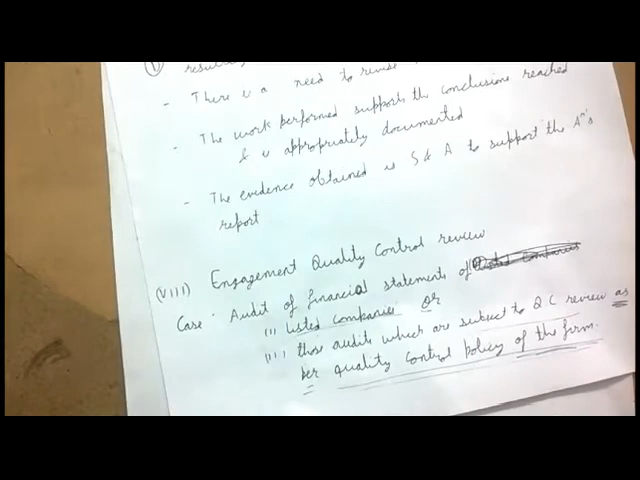 (V)
- There is a need to revise
- The work performed supports the conclusions reached
& is appropriately documented
- The evidence obtained is S & A to support the Ar's
report
(VIII) Engagement Quality Control review
Case: Audit of financial statements of
(i) listed companies or
(ii) those audits which are subject to QC review as
per quality control policy of the firm.